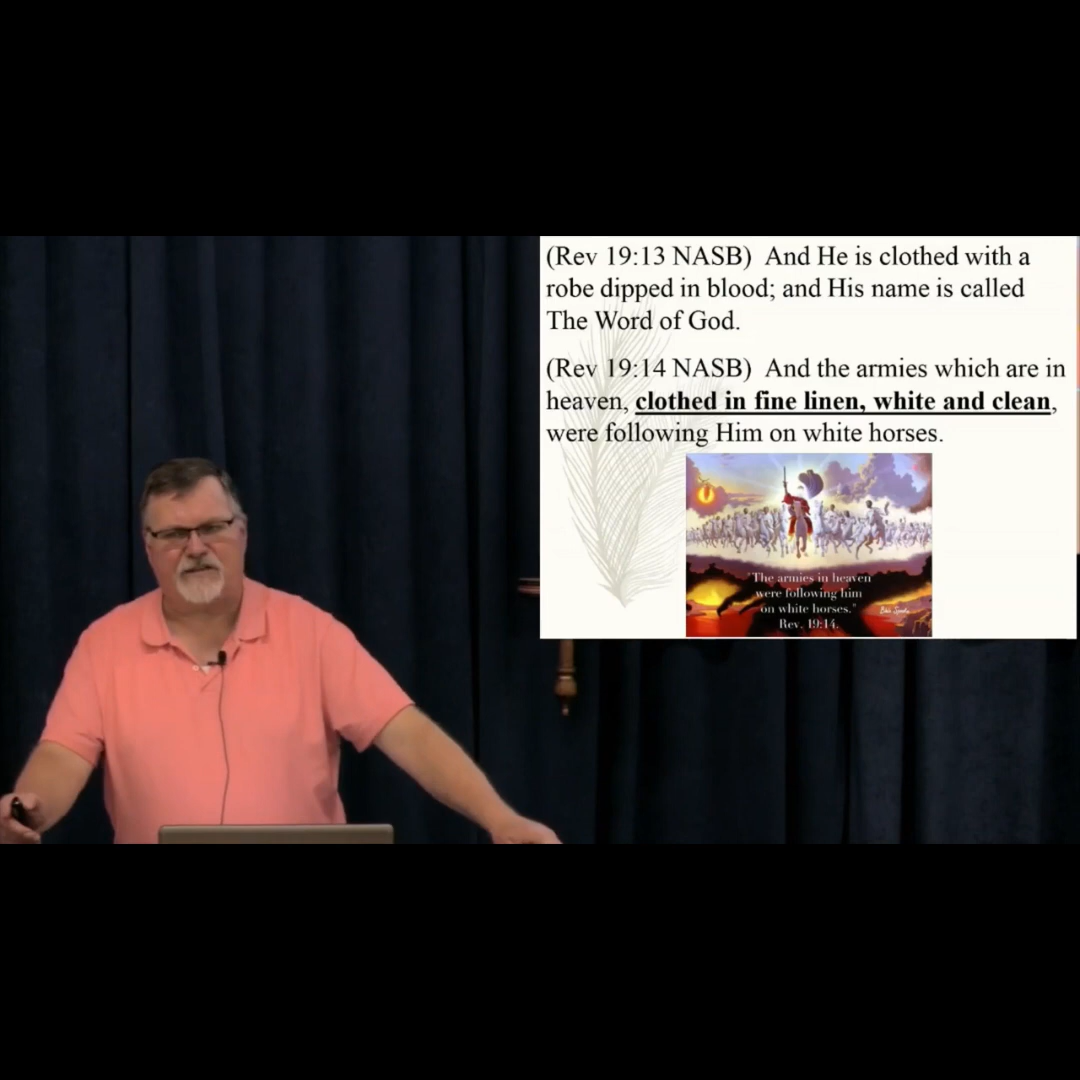 (Rev 19:13 NASB)  And He is clothed with a
robe dipped in blood; and His name is called
The Word of God.
(Rev 19:14 NASB)  And the armies which are in
heaven, clothed in fine linen, white and clean,
were following Him on white horses.
"The armies in heaven
were following him
on white horses."
Rev. 19:14.